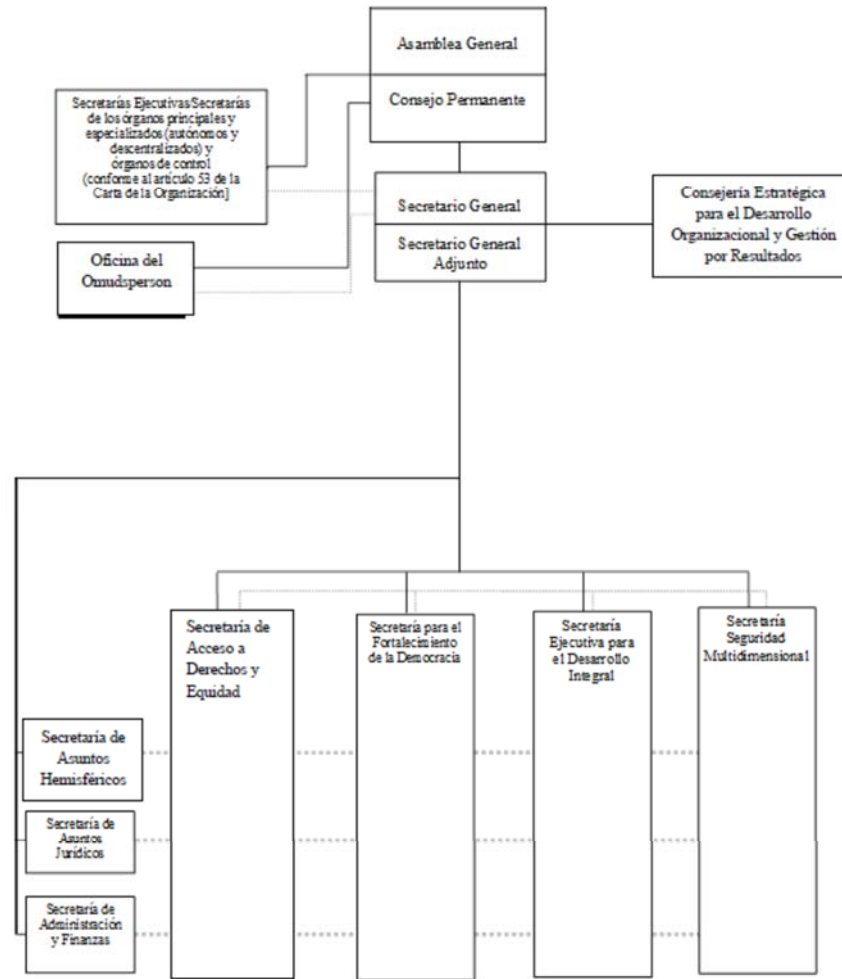 Asamblea General
Consejo Permanente
Secretarías Ejecutivas/Secretarías
de los órganos principales y
especializados (autónomos y
descentralizados) y
órganos de control
(conforme al artículo 53 de la
Carta de la Organización]
Secretario General
Secretario General
Adjunto
Consejería Estratégica
para el Desarrollo
Organizacional y Gestión
por Resultados
Oficina del
Omudsperson
Secretaría de
Acceso a
Derechos y
Equidad
Secretaría para el
Fortalecimiento
de la Democracia
Secretaría
Ejecutiva para
el Desarrollo
Integral
Secretaría
Seguridad
Multidimensional
Secretaría de
Asuntos
Hemisféricos
Secretaría de
Asuntos
Jurídicos
Secretaría de
Administración
y Finanzas